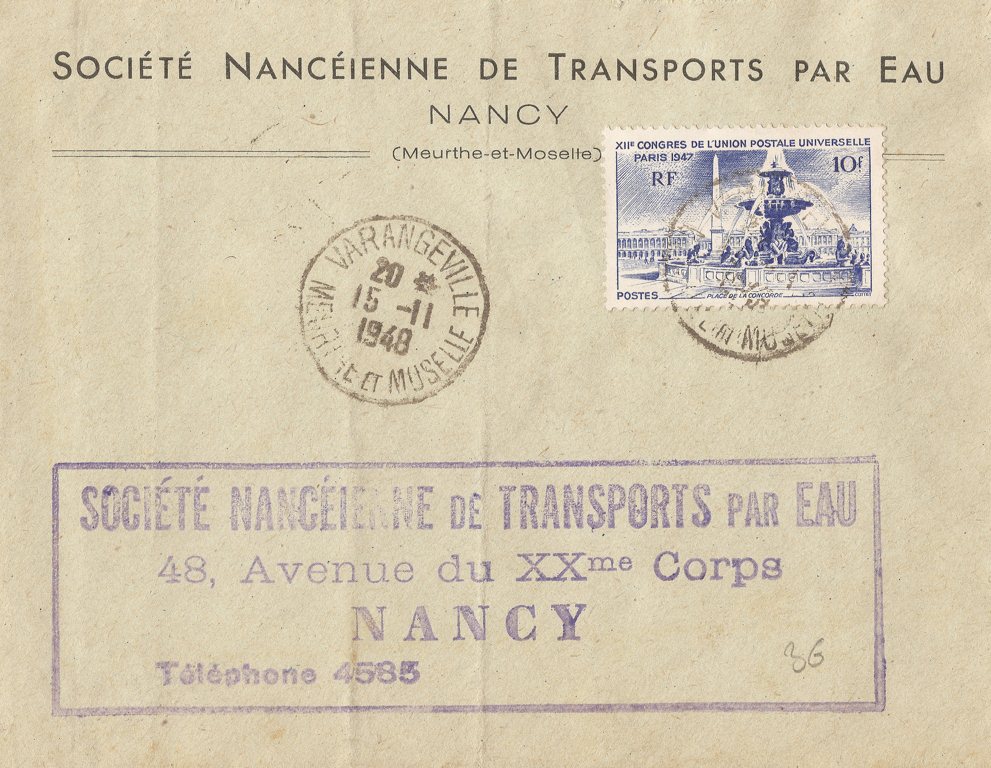 SOCIÉTÉ NANCÉIENNE DE TRANSPORTS PAR EAU
NANCY
(Meurthe-et-Moselle)
XIIE CONGRES DE L'UNION POSTALE UNIVERSELLE
PARIS 1947
10f
RF
POSTES
PLACE DE LA CONCORDE
VARANGEVILLE
20 *
15 -11
1948
MEURTHE ET MOSELLE
SOCIÉTÉ NANCÉIENNE DE TRANSPORTS PAR EAU
48, Avenue du XXme Corps
NANCY
Téléphone 4585
36